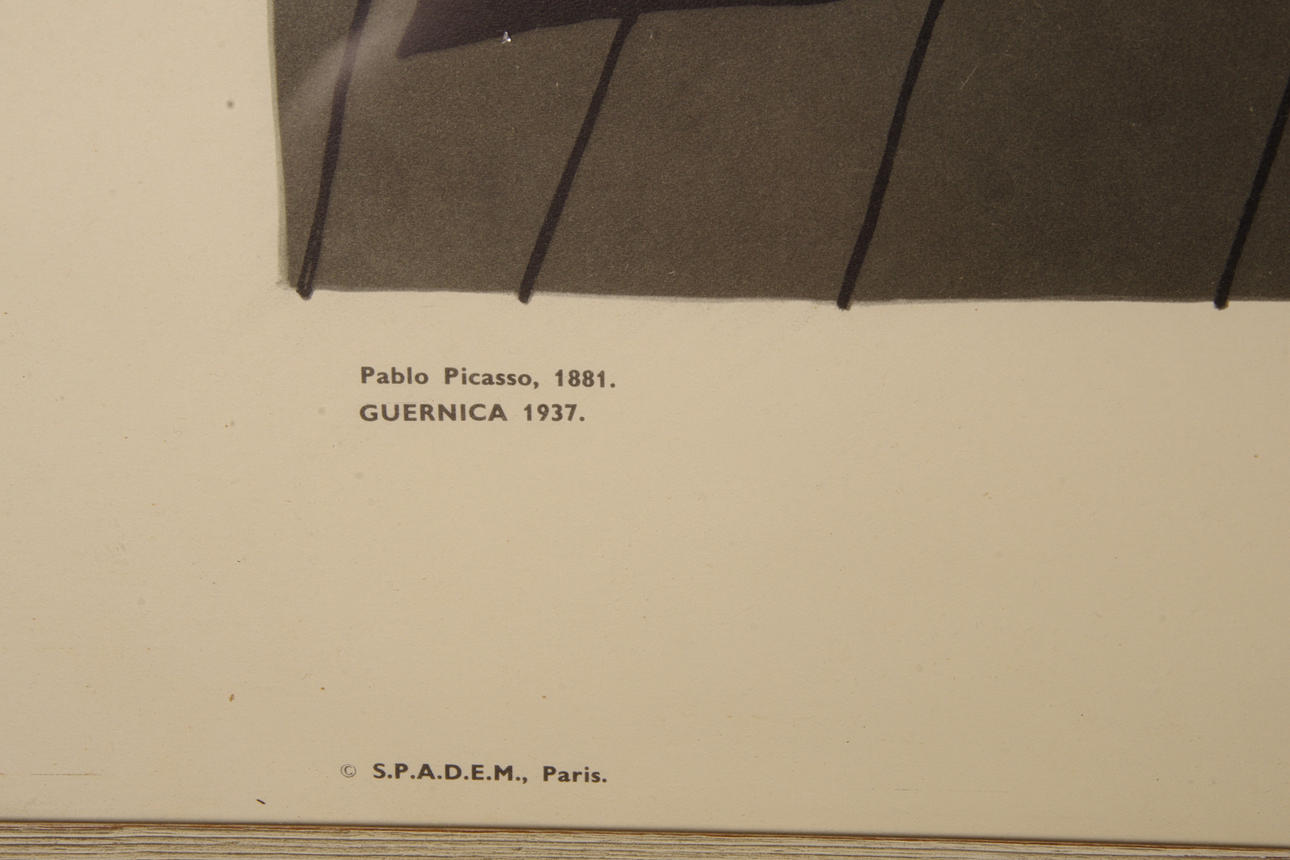 Pablo Picasso, 1881.
GUERNICA 1937.
© S.P.A.D.E.M., Paris.